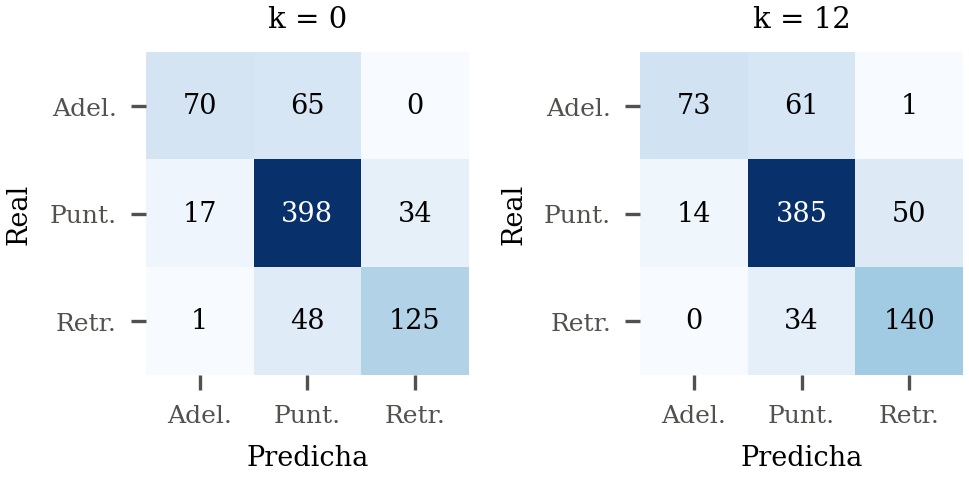 k = 0
Real
Adel. 70 65 0
Punt. 17 398 34
Retr. 1 48 125
Adel. Punt. Retr.
Predicha
k = 12
Real
Adel. 73 61 1
Punt. 14 385 50
Retr. 0 34 140
Adel. Punt. Retr.
Predicha